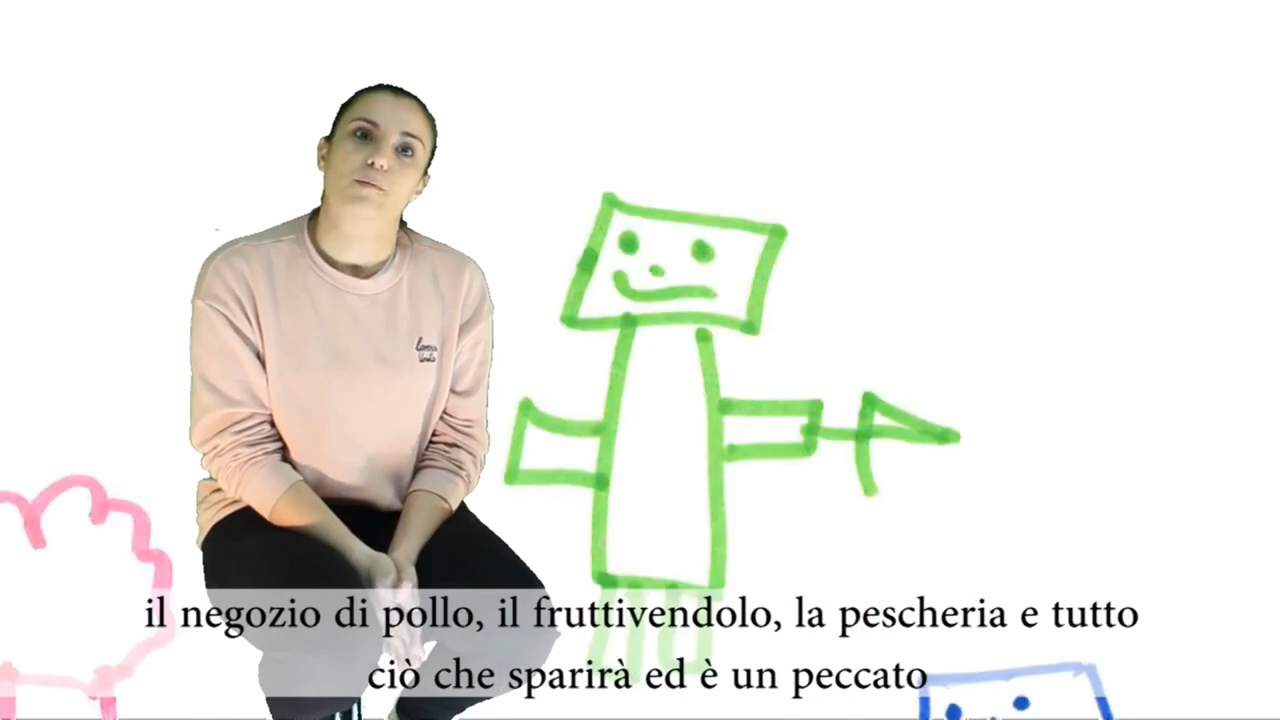 il negozio di pollo, il fruttivendolo, la pescheria e tutto
ciò che sparirà ed è un peccato